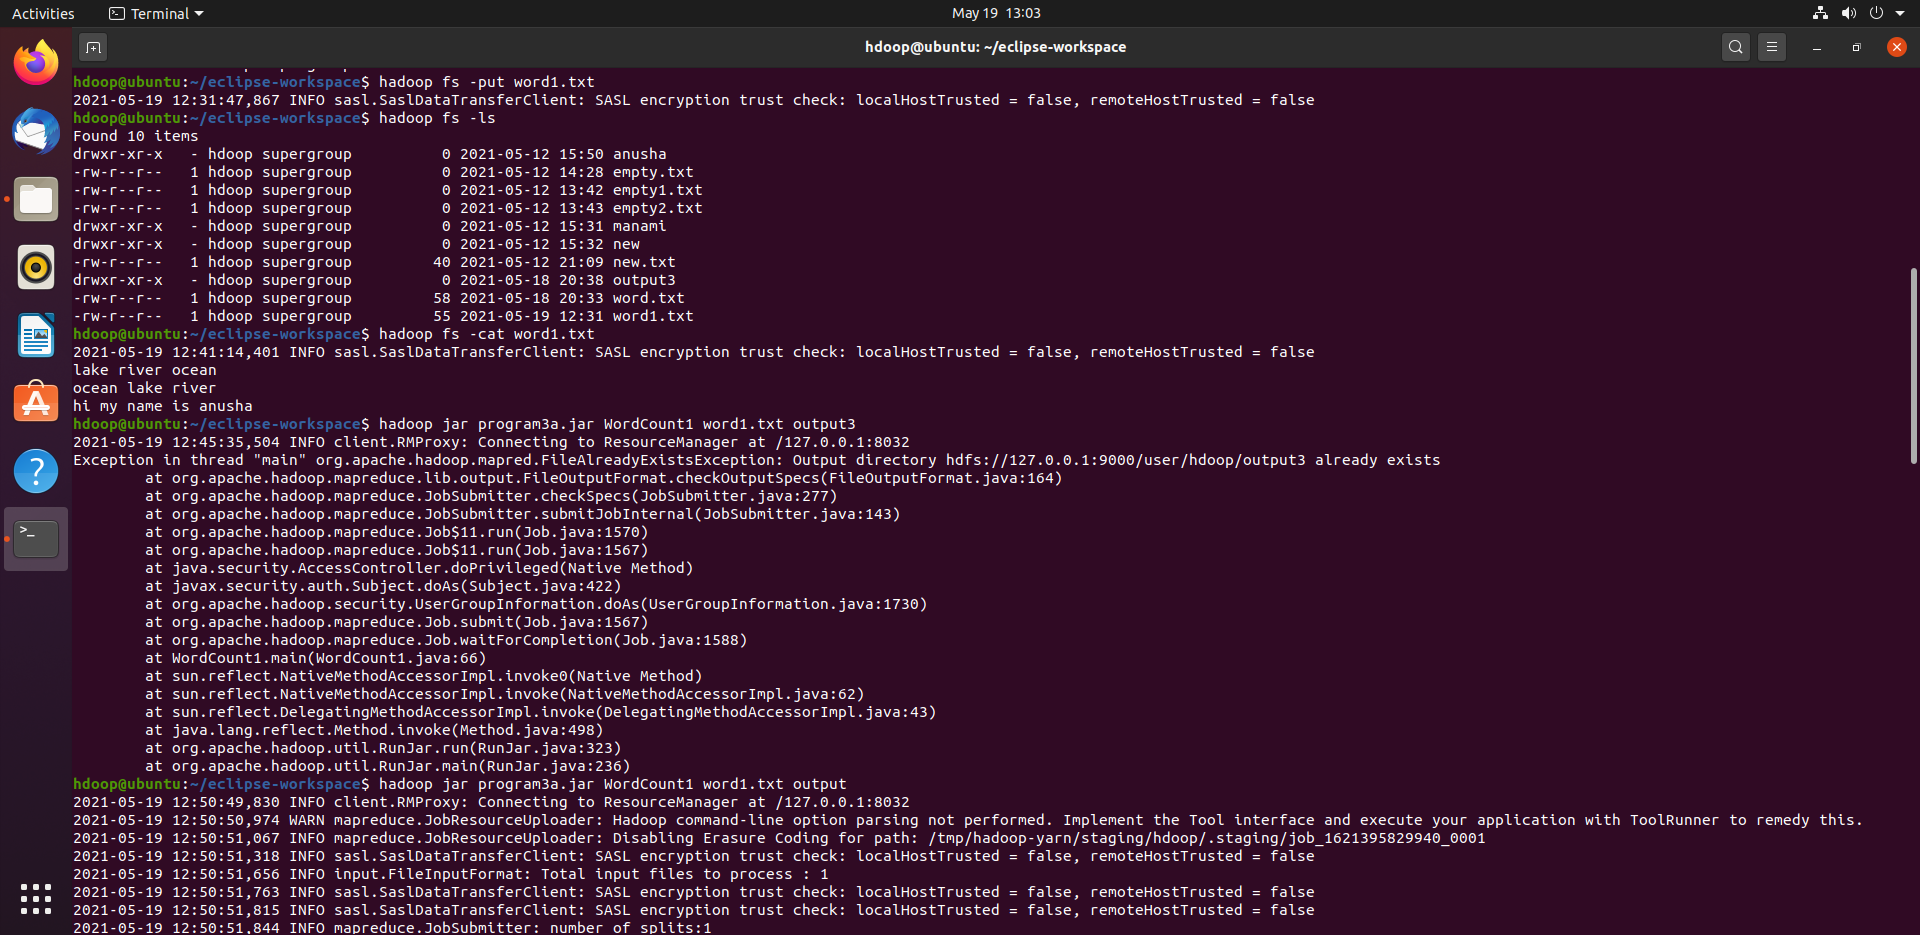 Activities
Terminal
May 19 13:03
hdoop@ubuntu: ~/eclipse-workspace
hdoop@ubuntu:~/eclipse-workspace$ hadoop fs -put word1.txt
2021-05-19 12:31:47,867 INFO sasl.SaslDataTransferClient: SASL encryption trust check: localHostTrusted = false, remoteHostTrusted = false
hdoop@ubuntu:~/eclipse-workspace$ hadoop fs -ls
Found 10 items
drwxr-xr-x   - hdoop supergroup          0 2021-05-12 15:50 anusha
-rw-r--r--   1 hdoop supergroup          0 2021-05-12 14:28 empty.txt
-rw-r--r--   1 hdoop supergroup          0 2021-05-12 13:42 empty1.txt
-rw-r--r--   1 hdoop supergroup          0 2021-05-12 13:43 empty2.txt
drwxr-xr-x   - hdoop supergroup          0 2021-05-12 15:31 manami
drwxr-xr-x   - hdoop supergroup          0 2021-05-12 15:32 new
-rw-r--r--   1 hdoop supergroup         40 2021-05-12 21:09 new.txt
drwxr-xr-x   - hdoop supergroup          0 2021-05-18 20:38 output3
-rw-r--r--   1 hdoop supergroup         58 2021-05-18 20:33 word.txt
-rw-r--r--   1 hdoop supergroup         55 2021-05-19 12:31 word1.txt
hdoop@ubuntu:~/eclipse-workspace$ hadoop fs -cat word1.txt
2021-05-19 12:41:14,401 INFO sasl.SaslDataTransferClient: SASL encryption trust check: localHostTrusted = false, remoteHostTrusted = false
lake river ocean
ocean lake river
hi my name is anusha
hdoop@ubuntu:~/eclipse-workspace$ hadoop jar program3a.jar WordCount1 word1.txt output3
2021-05-19 12:45:35,504 INFO client.RMProxy: Connecting to ResourceManager at /127.0.0.1:8032
Exception in thread "main" org.apache.hadoop.mapred.FileAlreadyExistsException: Output directory hdfs://127.0.0.1:9000/user/hdoop/output3 already exists
at org.apache.hadoop.mapreduce.lib.output.FileOutputFormat.checkOutputSpecs(FileOutputFormat.java:164)
at org.apache.hadoop.mapreduce.JobSubmitter.checkSpecs(JobSubmitter.java:277)
at org.apache.hadoop.mapreduce.JobSubmitter.submitJobInternal(JobSubmitter.java:143)
at org.apache.hadoop.mapreduce.Job$11.run(Job.java:1570)
at org.apache.hadoop.mapreduce.Job$11.run(Job.java:1567)
at java.security.AccessController.doPrivileged(Native Method)
at javax.security.auth.Subject.doAs(Subject.java:422)
at org.apache.hadoop.security.UserGroupInformation.doAs(UserGroupInformation.java:1730)
at org.apache.hadoop.mapreduce.Job.submit(Job.java:1567)
at org.apache.hadoop.mapreduce.Job.waitForCompletion(Job.java:1588)
at WordCount1.main(WordCount1.java:66)
at sun.reflect.NativeMethodAccessorImpl.invoke0(Native Method)
at sun.reflect.NativeMethodAccessorImpl.invoke(NativeMethodAccessorImpl.java:62)
at sun.reflect.DelegatingMethodAccessorImpl.invoke(DelegatingMethodAccessorImpl.java:43)
at java.lang.reflect.Method.invoke(Method.java:498)
at org.apache.hadoop.util.RunJar.run(RunJar.java:323)
at org.apache.hadoop.util.RunJar.main(RunJar.java:236)
hdoop@ubuntu:~/eclipse-workspace$ hadoop jar program3a.jar WordCount1 word1.txt output
2021-05-19 12:50:49,830 INFO client.RMProxy: Connecting to ResourceManager at /127.0.0.1:8032
2021-05-19 12:50:50,974 WARN mapreduce.JobResourceUploader: Hadoop command-line option parsing not performed. Implement the Tool interface and execute your application with ToolRunner to remedy this.
2021-05-19 12:50:51,067 INFO mapreduce.JobResourceUploader: Disabling Erasure Coding for path: /tmp/hadoop-yarn/staging/hdoop/.staging/job_1621395829940_0001
2021-05-19 12:50:51,318 INFO sasl.SaslDataTransferClient: SASL encryption trust check: localHostTrusted = false, remoteHostTrusted = false
2021-05-19 12:50:51,656 INFO input.FileInputFormat: Total input files to process : 1
2021-05-19 12:50:51,763 INFO sasl.SaslDataTransferClient: SASL encryption trust check: localHostTrusted = false, remoteHostTrusted = false
2021-05-19 12:50:51,815 INFO sasl.SaslDataTransferClient: SASL encryption trust check: localHostTrusted = false, remoteHostTrusted = false
2021-05-19 12:50:51,844 INFO mapreduce.JobSubmitter: number of splits:1